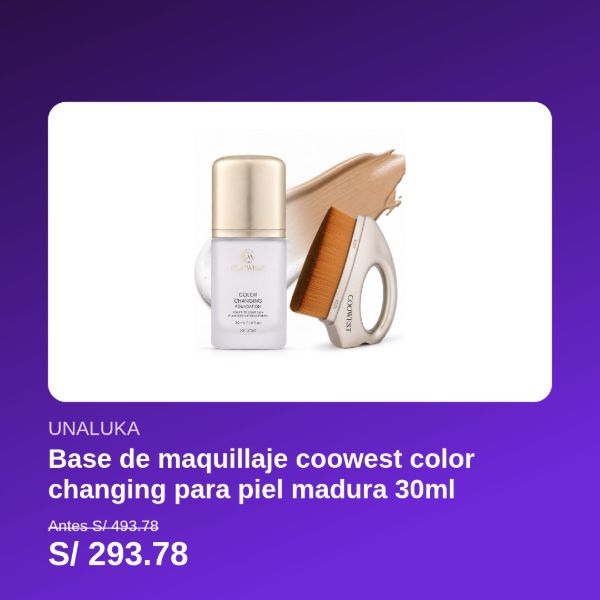 COLOR
CHANGING
FOUNDATION
COOWEST
UNALUKA
Base de maquillaje coowest color
changing para piel madura 30ml
Antes S/ 493.78
S/ 293.78